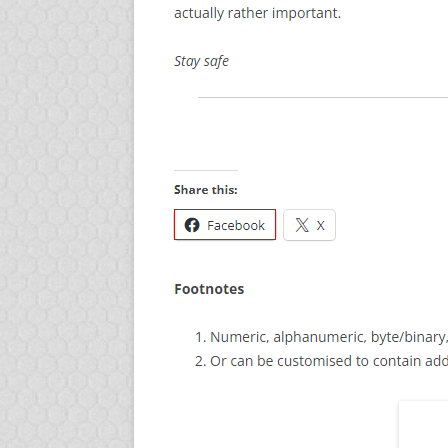 actually rather important.
Stay safe
Share this:
Facebook X
Footnotes
1. Numeric, alphanumeric, byte/binary,
2. Or can be customised to contain add